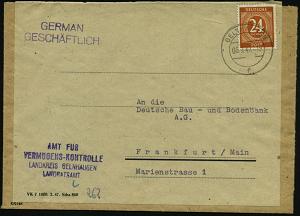 GERMAN
GESCHÄFTLICH
DEUTSCHE
24
POST
An die
Deutsche Bau - und Bodenbank
A.G.
Frankfurt/Main
Marienstrasse 1
AMT FÜR
VERMÖGENS-KONTROLLE
LANDKREIS GELNHAUSEN
LANDRATSAMT